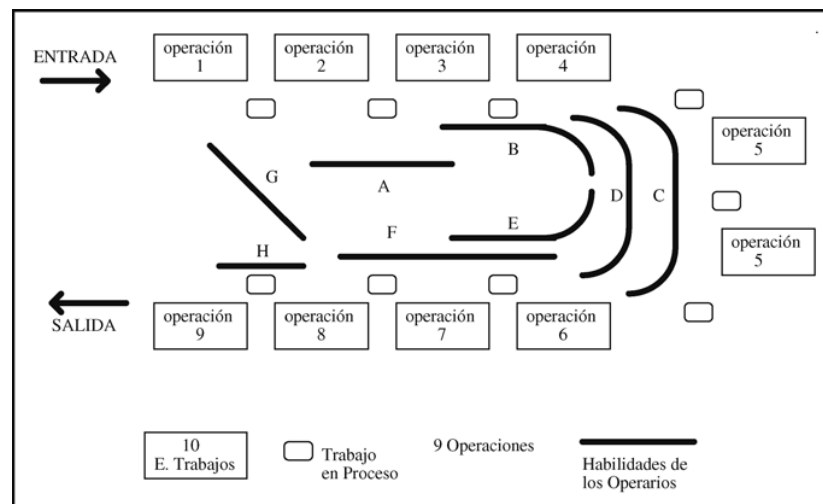 ENTRADA
operación
1
operación
2
operación
3
operación
4
operación
5
operación
5
B
G
A
D
C
E
F
H
SALIDA
operación
9
operación
8
operación
7
operación
6
10
E. Trabajos
Trabajo
en Proceso
9 Operaciones
Habilidades de
los Operarios